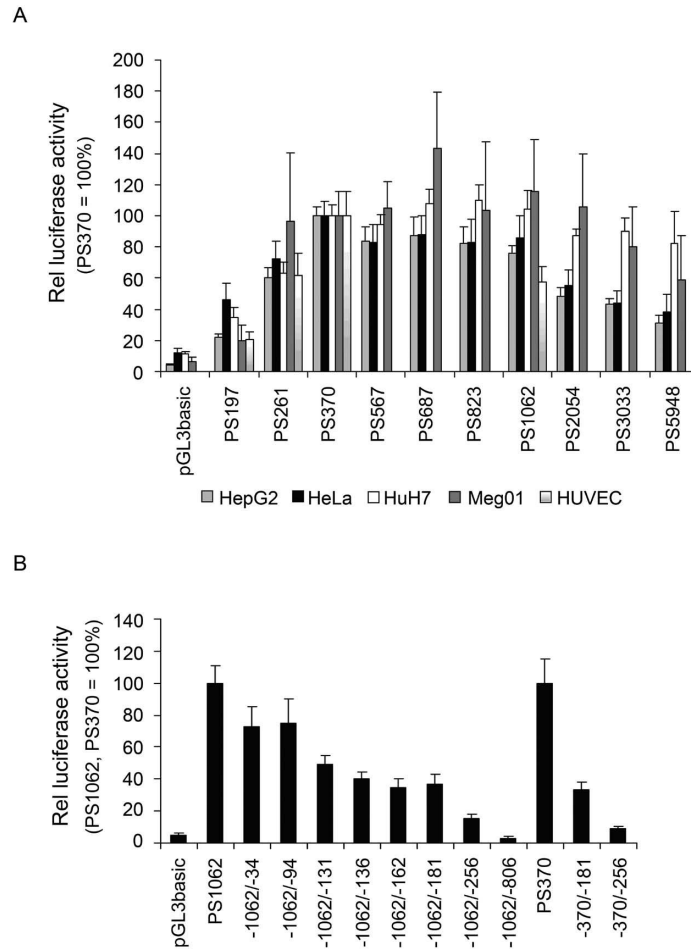 A
200
180
160
140
120
100
80
60
40
20
0
Rel luciferase activity
(PS370 = 100%)
pGL3basic
PS197
PS261
PS370
PS567
PS687
PS823
PS1062
PS2054
PS3033
PS5948
HepG2 HeLa HuH7 Meg01 HUVEC
B
140
120
100
80
60
40
20
0
Rel luciferase activity
(PS1062, PS370 = 100%)
pGL3basic
PS1062
-1062/-34
-1062/-94
-1062/-131
-1062/-136
-1062/-162
-1062/-181
-1062/-256
-1062/-806
PS370
-370/-181
-370/-256